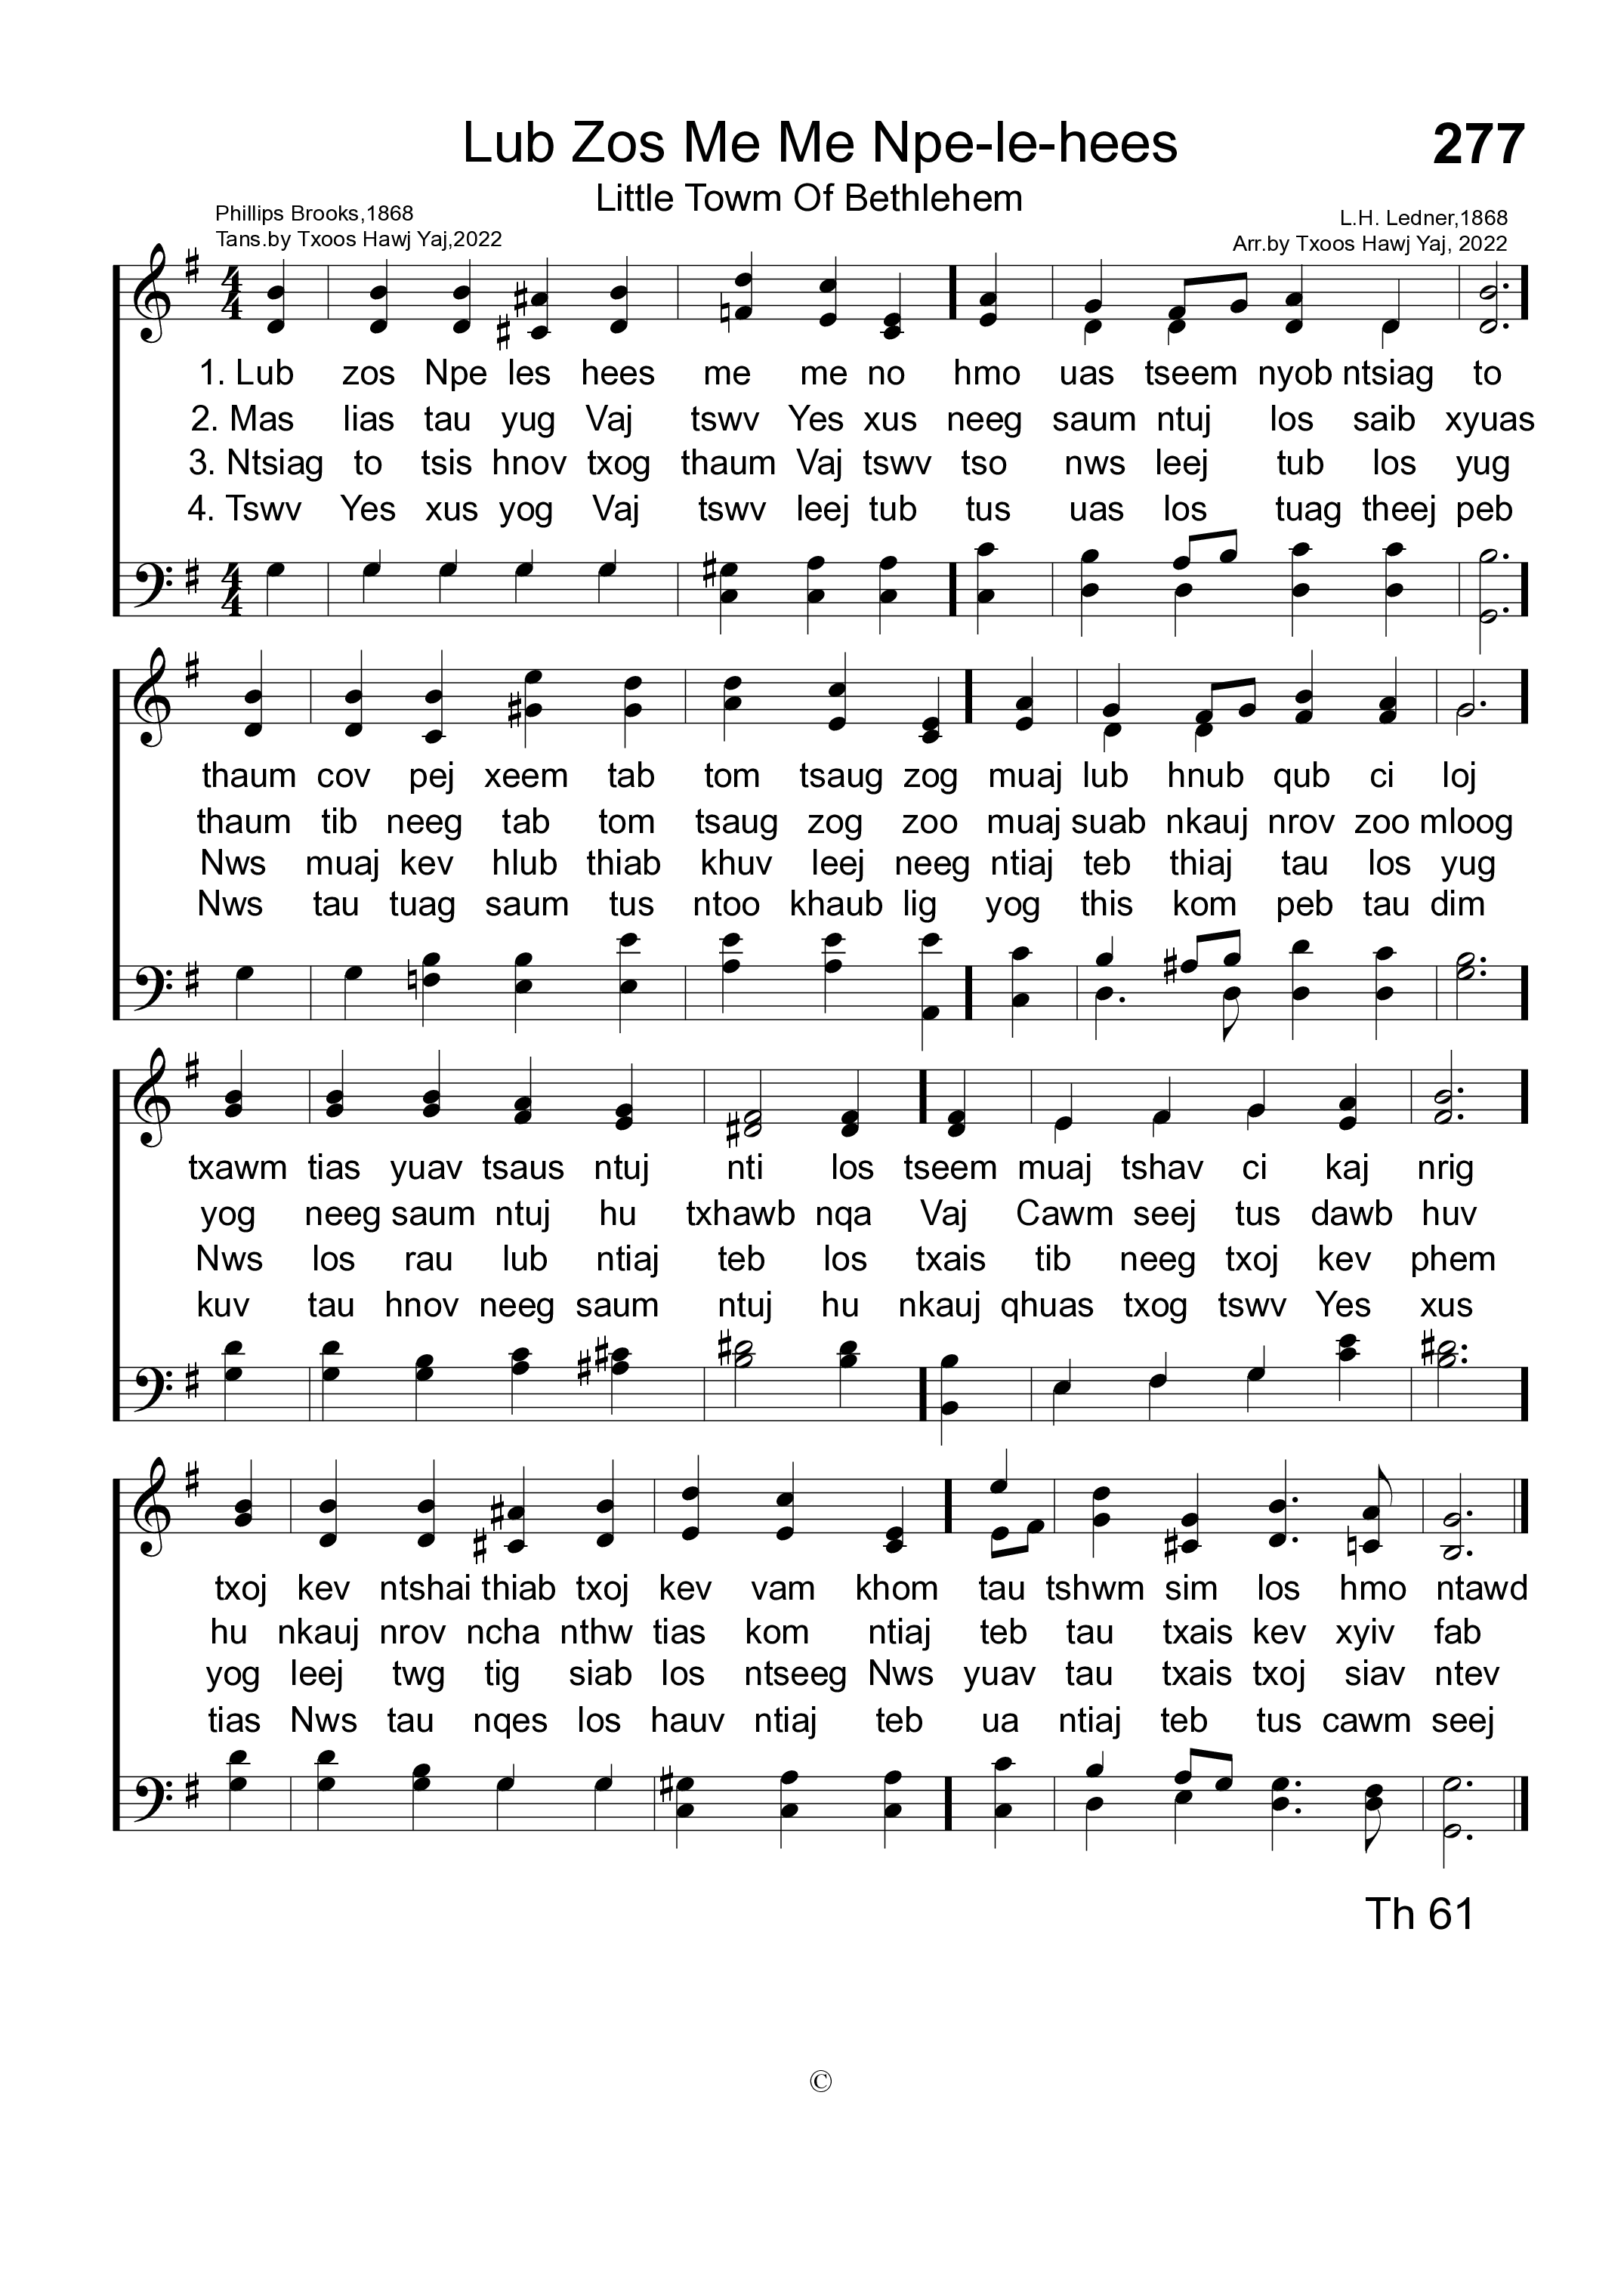 Lub Zos Me Me Npe-le-hees
277
Little Towm Of Bethlehem
Phillips Brooks,1868
Tans.by Txoos Hawj Yaj,2022
L.H. Ledner,1868
Arr.by Txoos Hawj Yaj, 2022
4
4
1. Lub zos Npe les hees me me no hmo uas tseem nyob ntsiag to
2. Mas lias tau yug Vaj tswv Yes xus neeg saum ntuj los saib xyuas
3. Ntsiag to tsis hnov txog thaum Vaj tswv tso nws leej tub los yug
4. Tswv Yes xus yog Vaj tswv leej tub tus uas los tuag theej peb
4
4
thaum cov pej xeem tab tom tsaug zog muaj lub hnub qub ci loj
thaum tib neeg tab tom tsaug zog zoo muaj suab nkauj nrov zoo mloog
Nws muaj kev hlub thiab khuv leej neeg ntiaj teb thiaj tau los yug
Nws tau tuag saum tus ntoo khaub lig yog this kom peb tau dim
txawm tias yuav tsaus ntuj nti los tseem muaj tshav ci kaj nrig
yog neeg saum ntuj hu txhawb nqa Vaj Cawm seej tus dawb huv
Nws los rau lub ntiaj teb los txais tib neeg txoj kev phem
kuv tau hnov neeg saum ntuj hu nkauj qhuas txog tswv Yes xus
txoj kev ntshai thiab txoj kev vam khom tau tshwm sim los hmo ntawd
hu nkauj nrov ncha nthw tias kom ntiaj teb tau txais kev xyiv fab
yog leej twg tig siab los ntseeg Nws yuav tau txais txoj siav ntev
tias Nws tau nqes los hauv ntiaj teb ua ntiaj teb tus cawm seej
Th 61
©